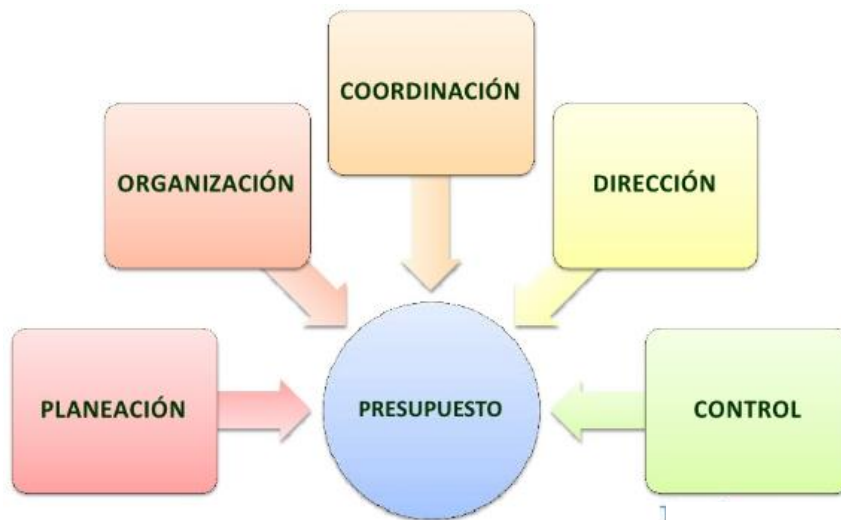 COORDINACIÓN
ORGANIZACIÓN
DIRECCIÓN
PLANEACIÓN
PRESUPUESTO
CONTROL